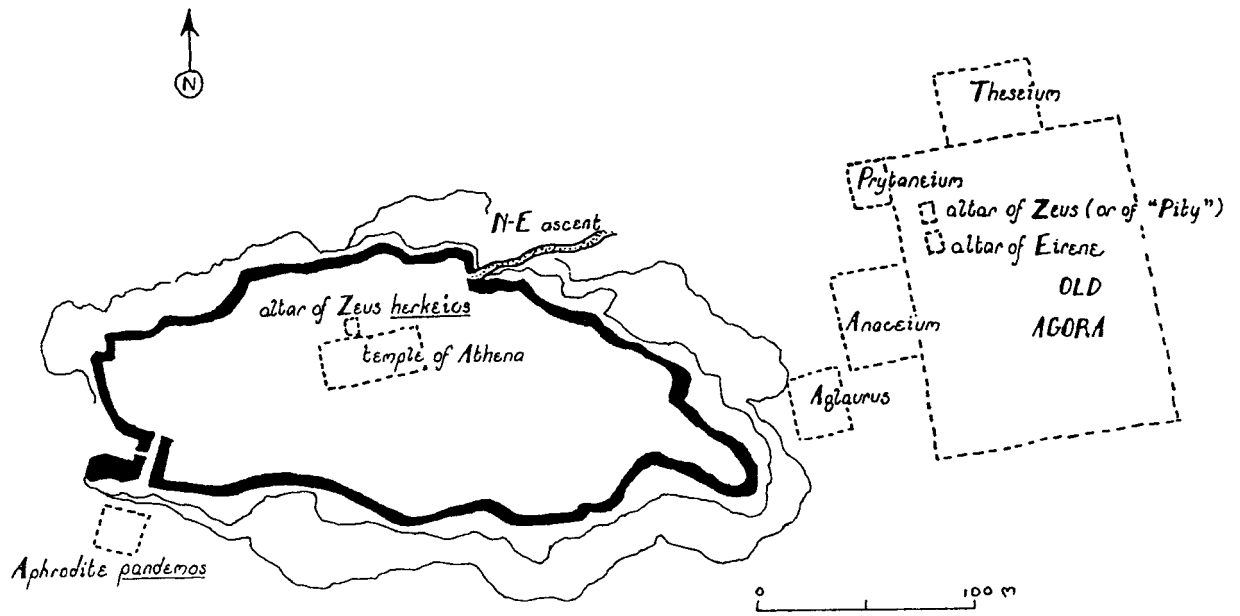 N
Theseium
Prytaneium
altar of Zeus (or of "Pity")
altar of Eirene
OLD
AGORA
N-E ascent
altar of Zeus herkeios
temple of Athena
Anaceium
Aglaurus
Aphrodite pandemos
0 100 m